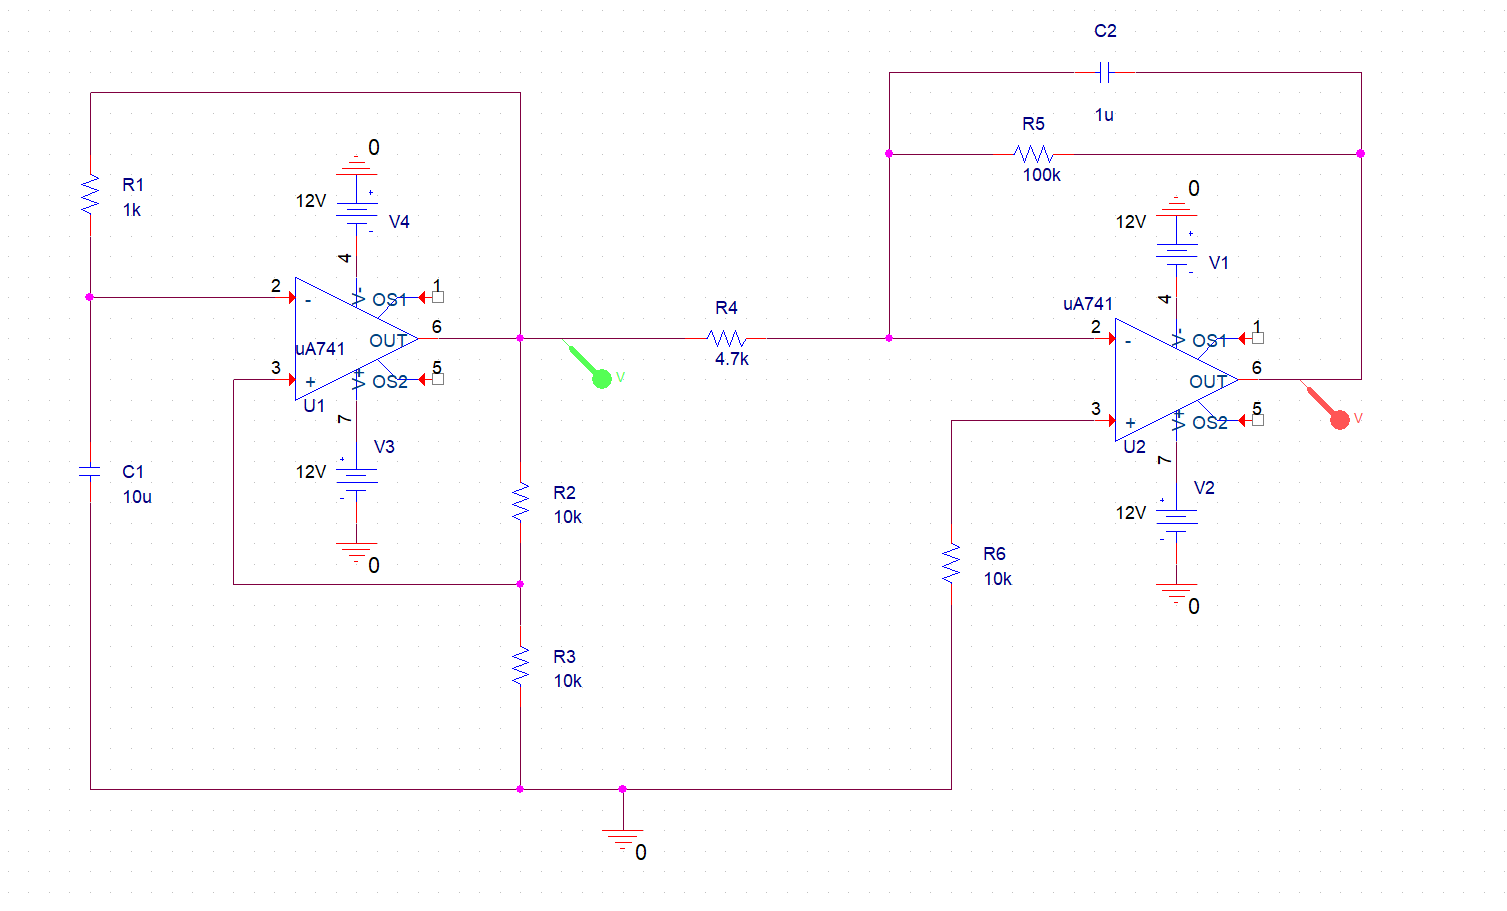 C2
1u
R5
100k
0
12V
V4
R1
1k
4
2
-
V-
OS1
1
uA741
OUT
6
3
+
V+
OS2
5
U1
7
V3
12V
0
C1
10u
R2
10k
R3
10k
0
R4
4.7k
V
0
12V
V1
4
uA741
2
-
V-
OS1
1
OUT
6
3
+
V+
OS2
5
U2
7
V2
12V
0
R6
10k
V